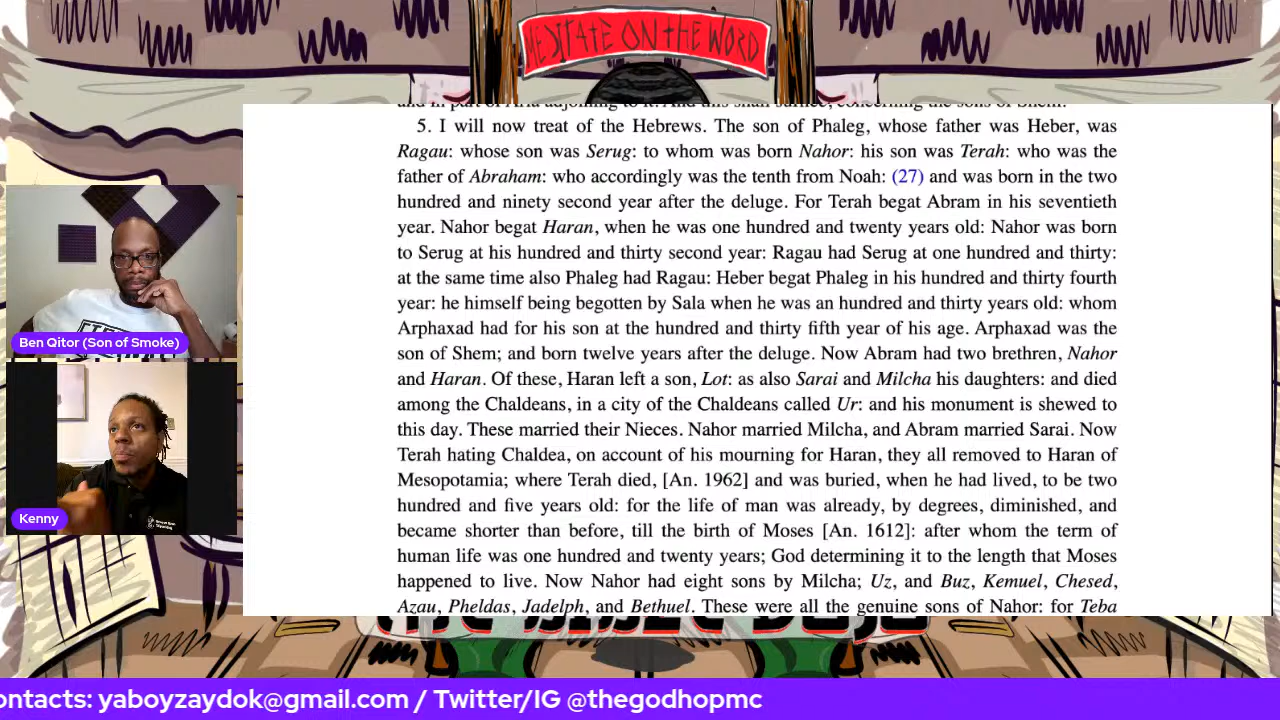 MEDITATE ON THE WORD
and in part of Aria adjoining to it. And this shall suffice, concerning the sons of Shem.
5. I will now treat of the Hebrews. The son of Phaleg, whose father was Heber, was
Ragau: whose son was Serug: to whom was born Nahor: his son was Terah: who was the
father of Abraham: who accordingly was the tenth from Noah: (27) and was born in the two
hundred and ninety second year after the deluge. For Terah begat Abram in his seventieth
year. Nahor begat Haran, when he was one hundred and twenty years old: Nahor was born
to Serug at his hundred and thirty second year: Ragau had Serug at one hundred and thirty:
at the same time also Phaleg had Ragau: Heber begat Phaleg in his hundred and thirty fourth
year: he himself being begotten by Sala when he was an hundred and thirty years old: whom
Arphaxad had for his son at the hundred and thirty fifth year of his age. Arphaxad was the
son of Shem; and born twelve years after the deluge. Now Abram had two brethren, Nahor
and Haran. Of these, Haran left a son, Lot: as also Sarai and Milcha his daughters: and died
among the Chaldeans, in a city of the Chaldeans called Ur: and his monument is shewed to
this day. These married their Nieces. Nahor married Milcha, and Abram married Sarai. Now
Terah hating Chaldea, on account of his mourning for Haran, they all removed to Haran of
Mesopotamia; where Terah died, [An. 1962] and was buried, when he had lived, to be two
hundred and five years old: for the life of man was already, by degrees, diminished, and
became shorter than before, till the birth of Moses [An. 1612]: after whom the term of
human life was one hundred and twenty years; God determining it to the length that Moses
happened to live. Now Nahor had eight sons by Milcha; Uz, and Buz, Kemuel, Chesed,
Azau, Pheldas, Jadelph, and Bethuel. These were all the genuine sons of Nahor: for Teba
Ben Qitor (Son of Smoke)
Kenny
ontacts: yaboyzaydok@gmail.com / Twitter/IG @thegodhopmc